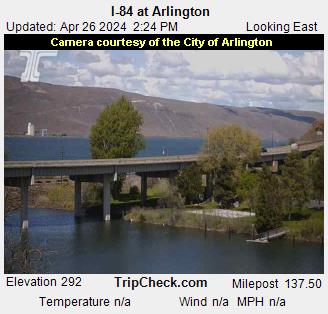 I-84 at Arlington
Updated: Apr 26 2024 2:24 PM Looking East
Camera courtesy of the City of Arlington
Elevation 292 TripCheck.com Milepost 137.50
Temperature n/a Wind n/a MPH n/a